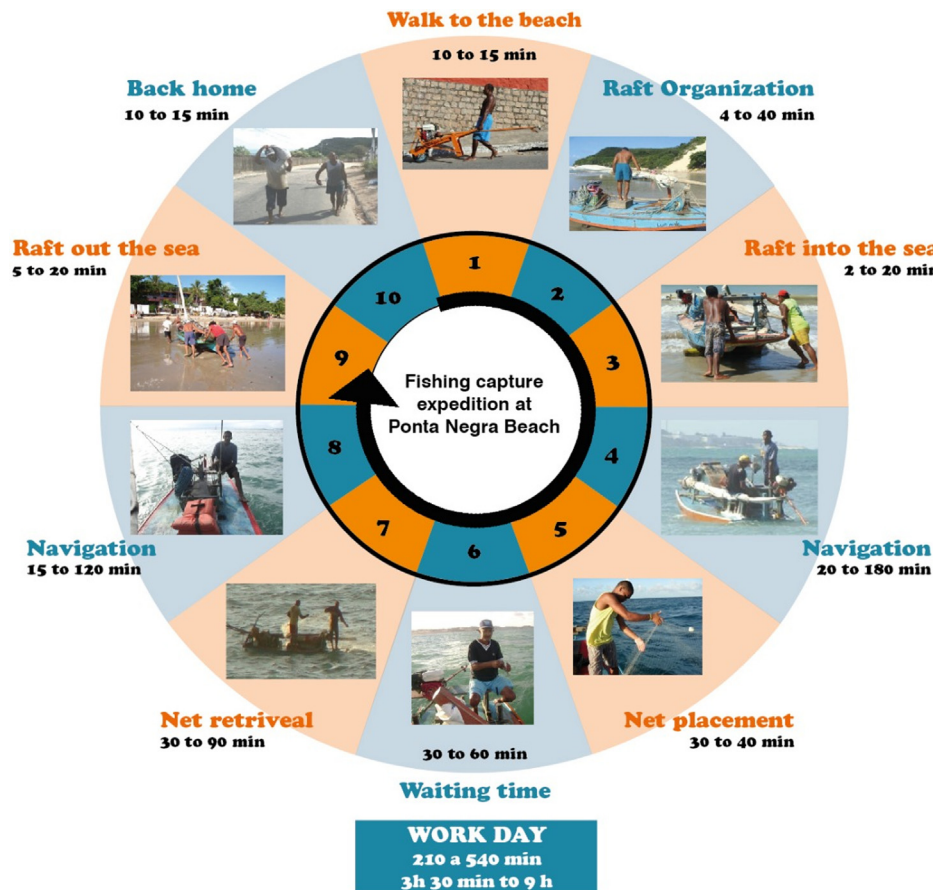 Walk to the beach
10 to 15 min
1
Raft Organization
4 to 40 min
2
Raft into the sea
2 to 20 min
3
Navigation
20 to 180 min
4
Net placement
30 to 40 min
5
30 to 60 min
Waiting time
6
Net retriveal
30 to 90 min
7
Navigation
15 to 120 min
8
Raft out the sea
5 to 20 min
9
Back home
10 to 15 min
10
Fishing capture
expedition at
Ponta Negra Beach
WORK DAY
210 a 540 min
3h 30 min to 9 h